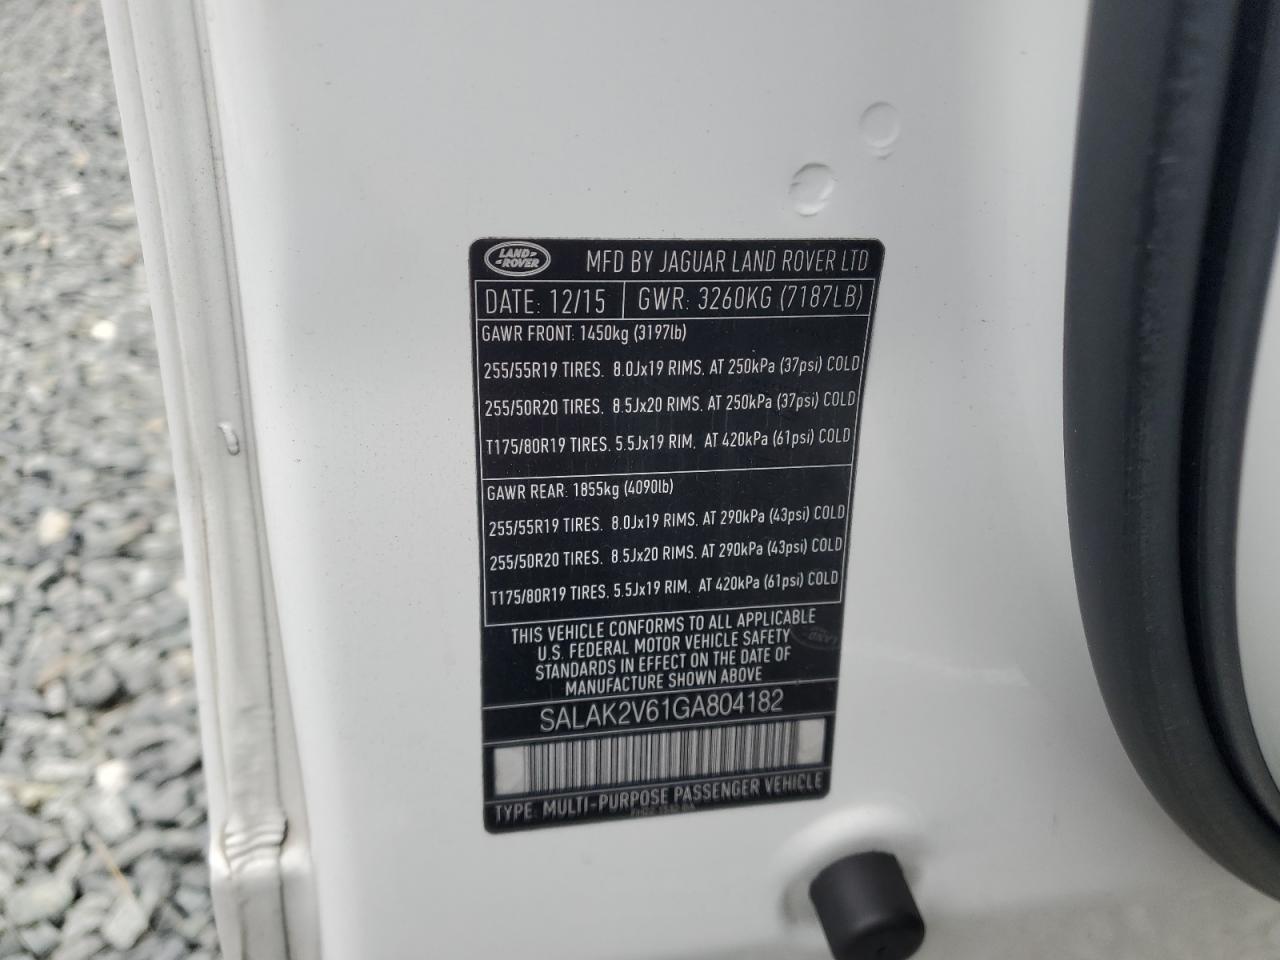 LAND ROVER
MFD BY JAGUAR LAND ROVER LTD
DATE: 12/15 GWR: 3260KG (7187LB)
GAWR FRONT: 1450kg (3197lb)
255/55R19 TIRES. 8.0Jx19 RIMS. AT 250kPa (37psi) COLD
255/50R20 TIRES. 8.5Jx20 RIMS. AT 250kPa (37psi) COLD
T175/80R19 TIRES. 5.5Jx19 RIM. AT 420kPa (61psi) COLD
GAWR REAR: 1855kg (4090lb)
255/55R19 TIRES. 8.0Jx19 RIMS. AT 290kPa (43psi) COLD
255/50R20 TIRES. 8.5Jx20 RIMS. AT 290kPa (43psi) COLD
T175/80R19 TIRES. 5.5Jx19 RIM. AT 420kPa (61psi) COLD
THIS VEHICLE CONFORMS TO ALL APPLICABLE
U.S. FEDERAL MOTOR VEHICLE SAFETY
STANDARDS IN EFFECT ON THE DATE OF
MANUFACTURE SHOWN ABOVE
SALAK2V61GA804182
TYPE: MULTI-PURPOSE PASSENGER VEHICLE